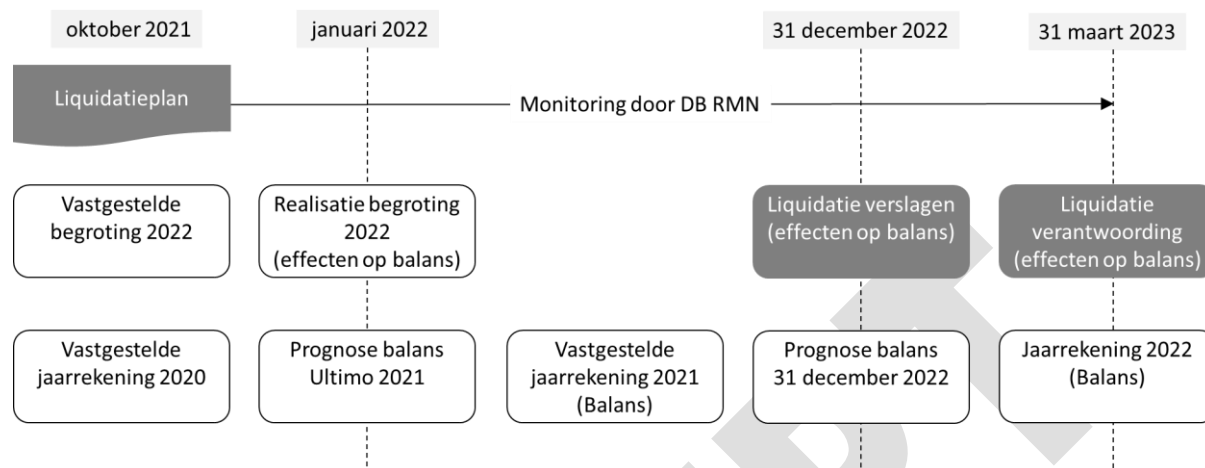 oktober 2021
januari 2022
31 december 2022
31 maart 2023
Liquidatieplan
Monitoring door DB RMN
Vastgestelde
begroting 2022
Realisatie begroting
2022
(effecten op balans)
Liquidatie verslagen
(effecten op balans)
Liquidatie
verantwoording
(effecten op balans)
Vastgestelde
jaarrekening 2020
Prognose balans
Ultimo 2021
Vastgestelde
jaarrekening 2021
(Balans)
Prognose balans
31 december 2022
Jaarrekening 2022
(Balans)